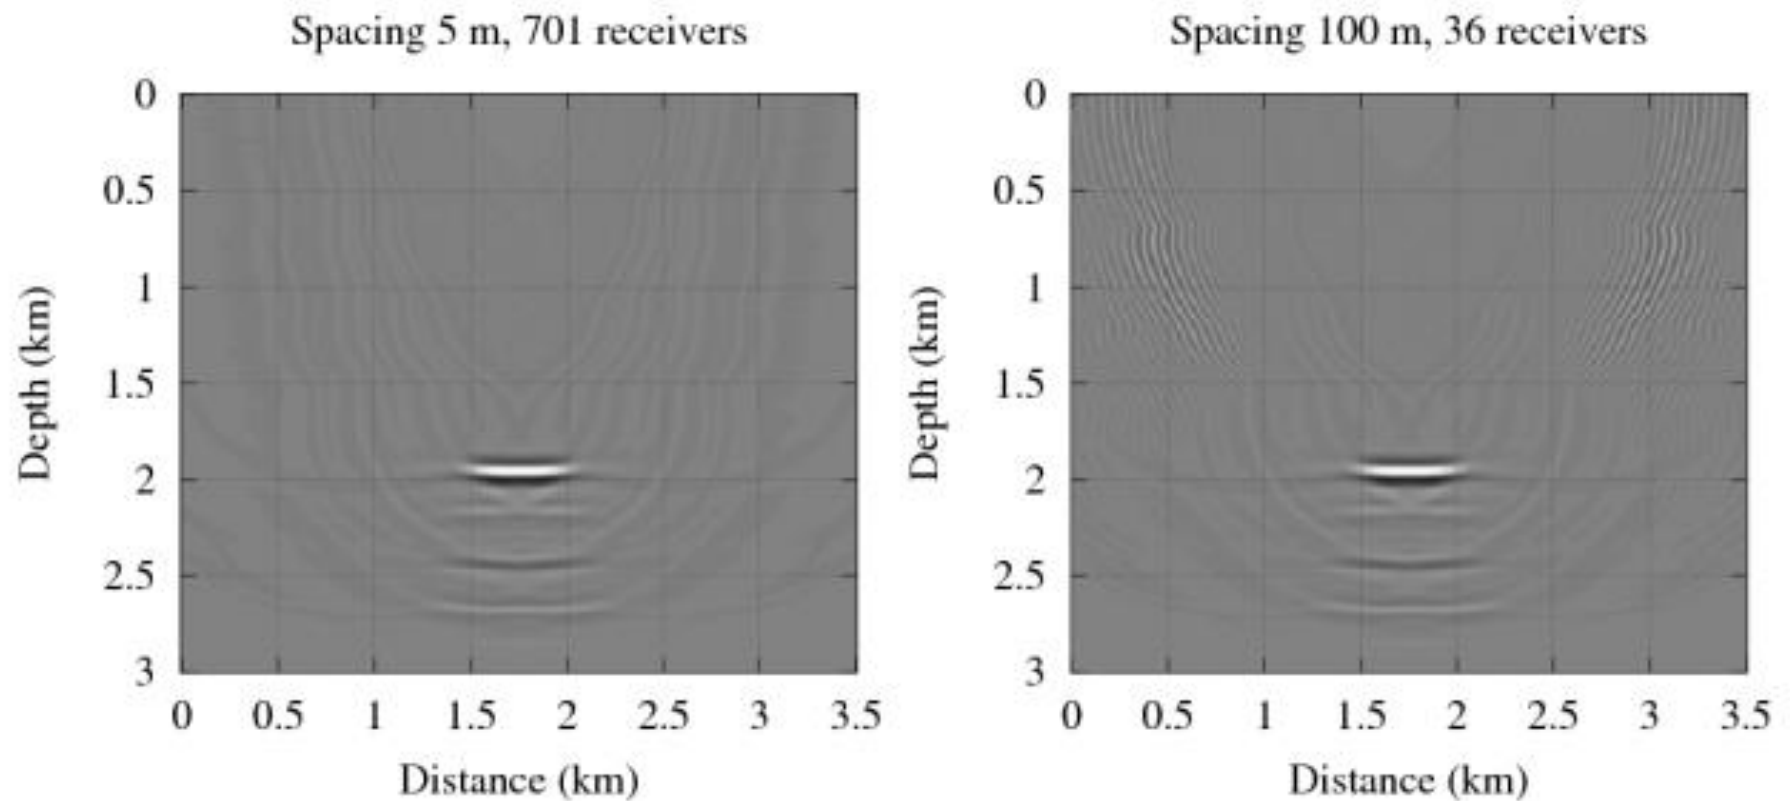 Spacing 5 m, 701 receivers
0
0.5
1
1.5
2
2.5
3
Depth (km)
0 0.5 1 1.5 2 2.5 3 3.5
Distance (km)
Spacing 100 m, 36 receivers
0
0.5
1
1.5
2
2.5
3
Depth (km)
0 0.5 1 1.5 2 2.5 3 3.5
Distance (km)